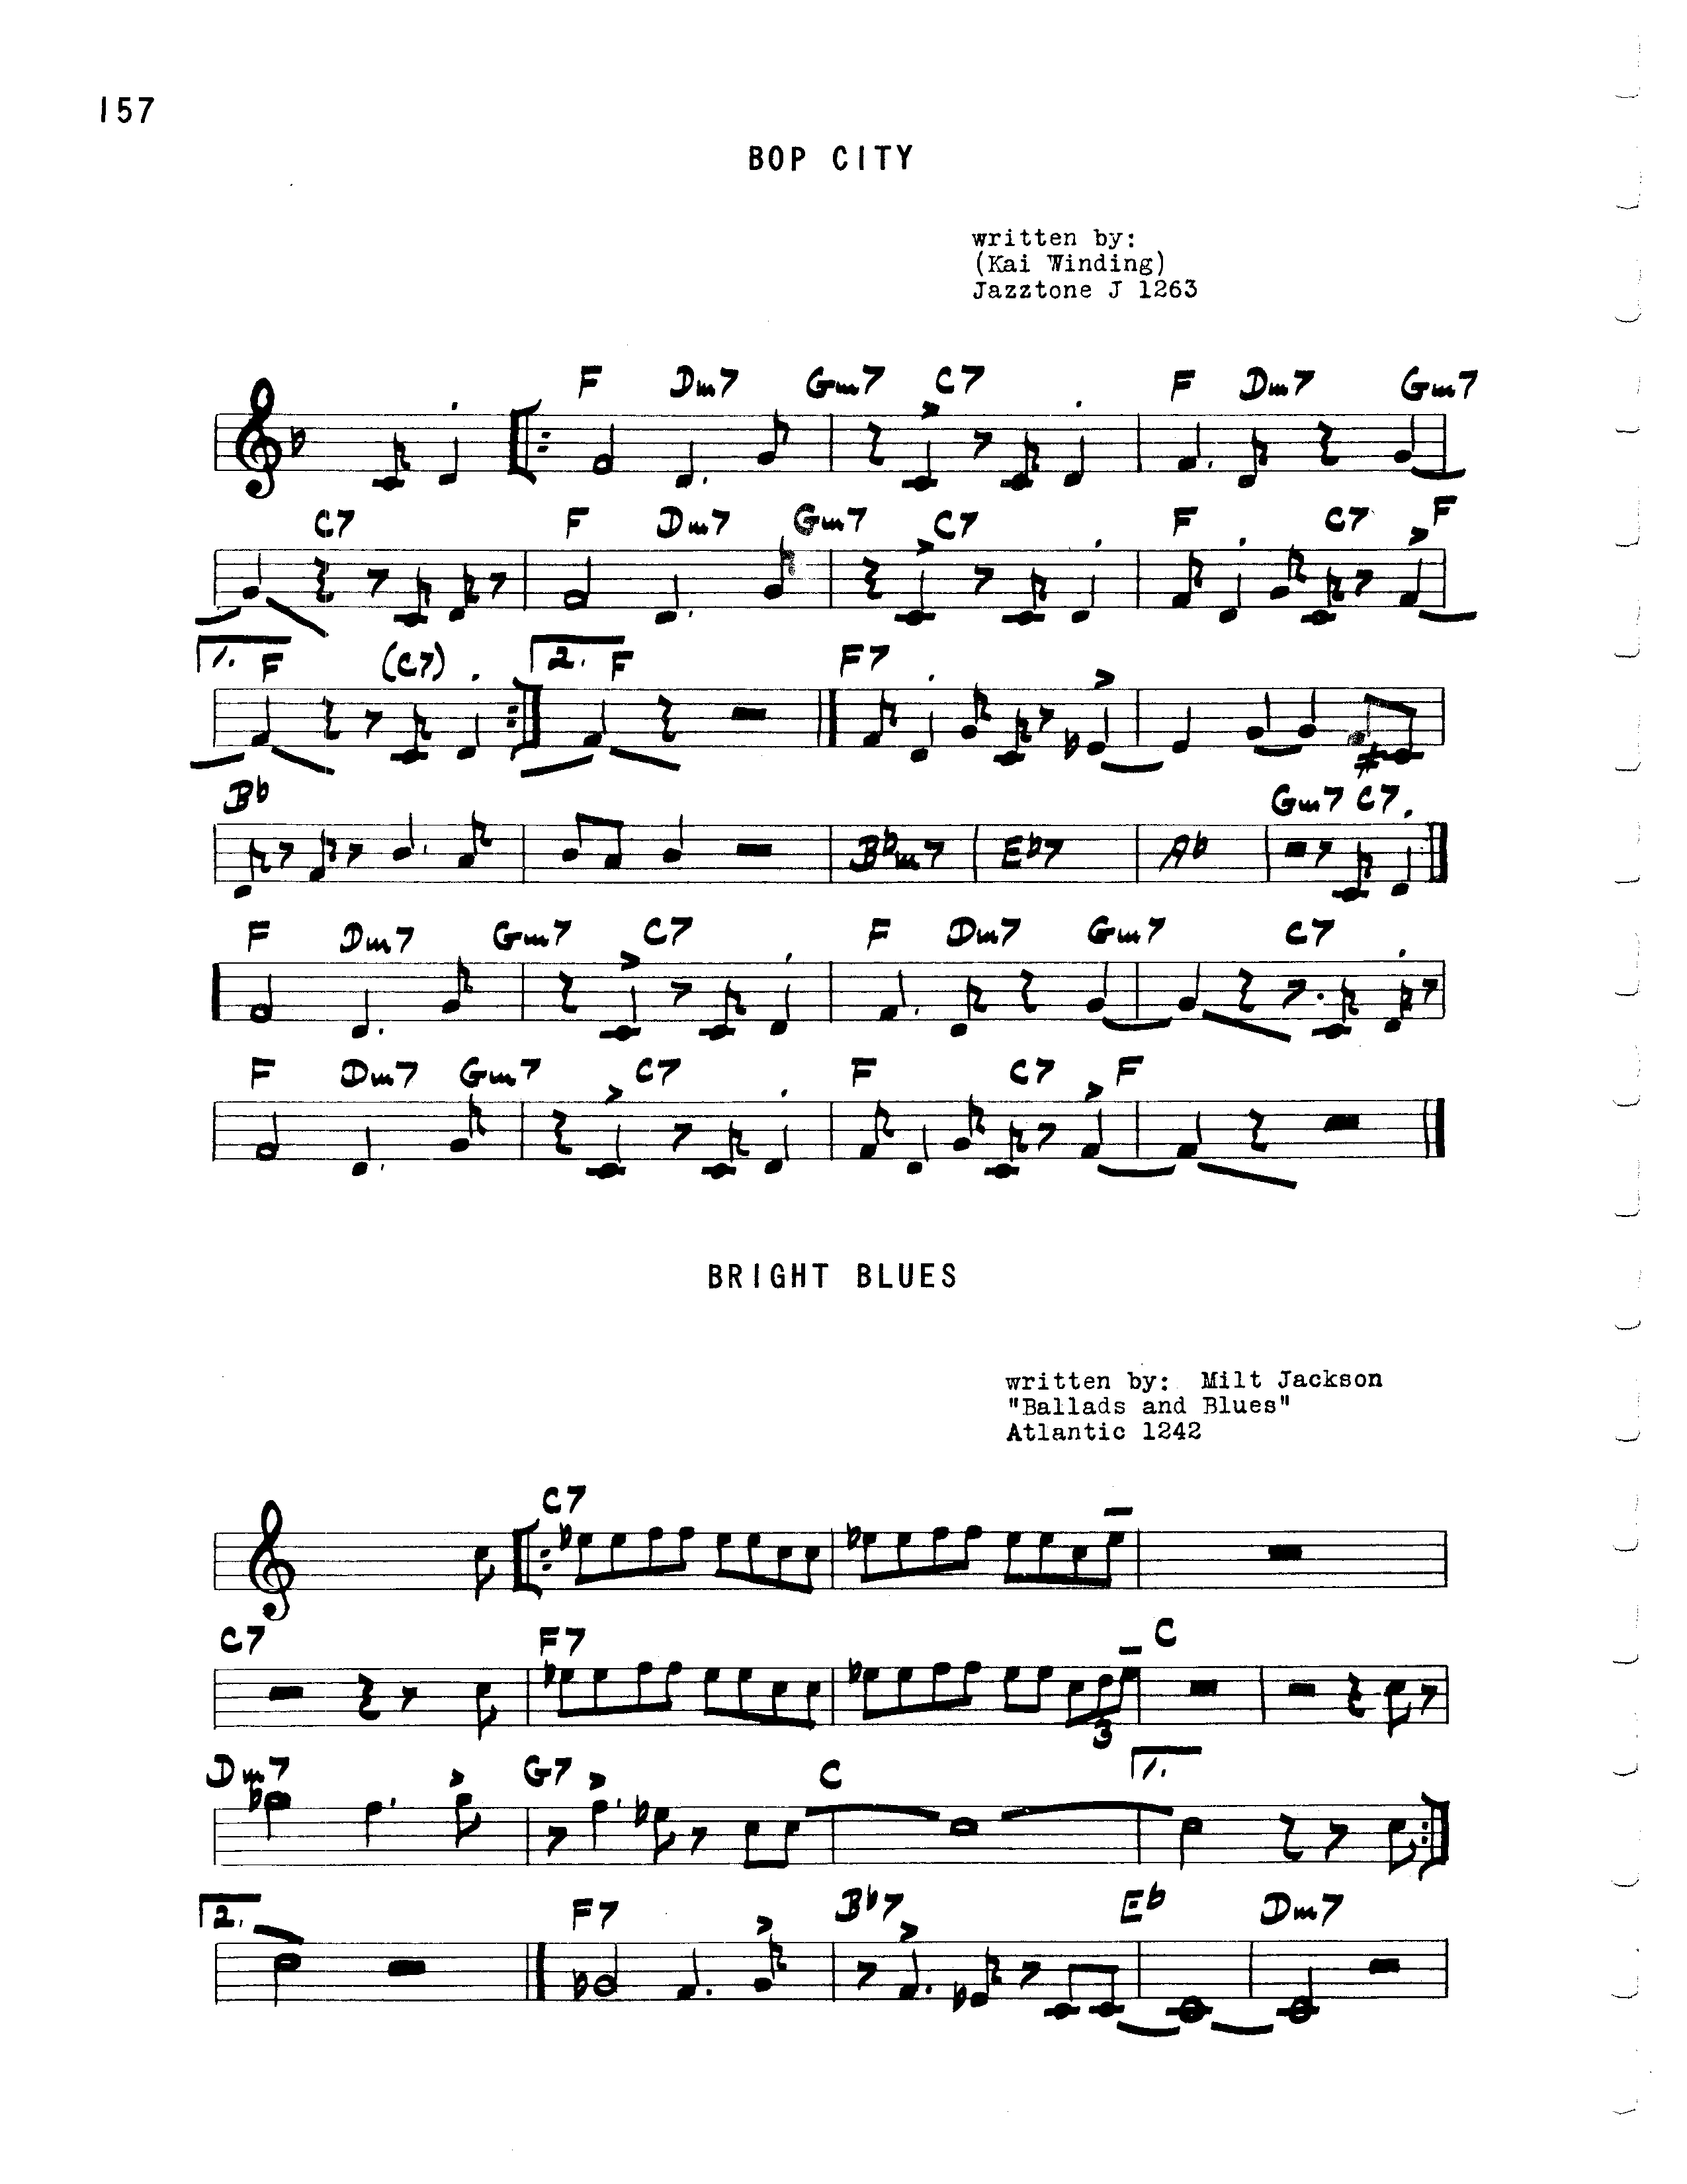 157
BOP CITY
written by:
(Kai Winding)
Jazztone J 1263
F Dm7 Gm7 C7 F Dm7 Gm7
C7 F Dm7 Gm7 C7 F C7 F
1. F (C7) 2. F F7
Bb Gm7 C7
Bbm7 Eb7 Ab
F Dm7 Gm7 C7 F Dm7 Gm7 C7
F Dm7 Gm7 C7 F C7 F
BRIGHT BLUES
written by: Milt Jackson
"Ballads and Blues"
Atlantic 1242
C7
C7 F7 C
3
Dm7 G7 C 1.
2. F7 Bb7 Eb Dm7